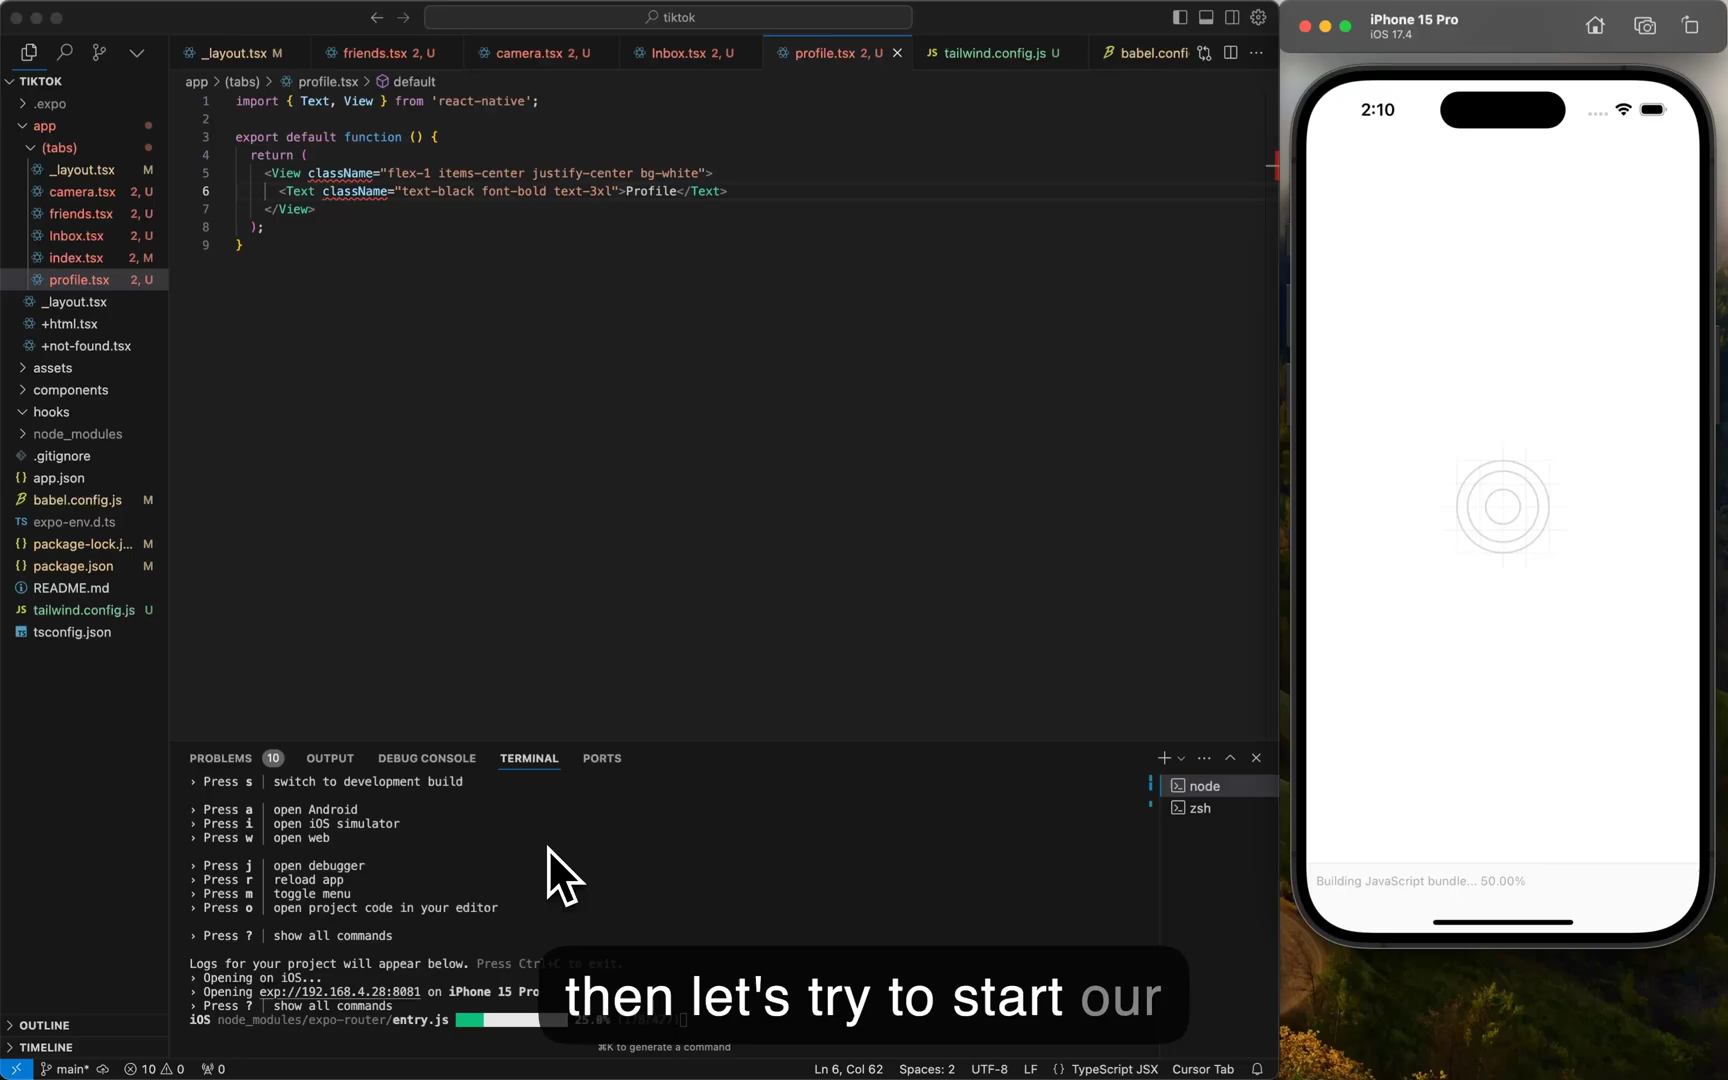 tiktok
TIKTOK
.expo
app
(tabs)
_layout.tsx M
camera.tsx 2, U
friends.tsx 2, U
Inbox.tsx 2, U
index.tsx 2, M
profile.tsx 2, U
_layout.tsx
+html.tsx
+not-found.tsx
assets
components
hooks
node_modules
.gitignore
app.json
babel.config.js M
expo-env.d.ts
package-lock.j... M
package.json M
README.md
tailwind.config.js U
tsconfig.json
OUTLINE
TIMELINE
_layout.tsx M
friends.tsx 2, U
camera.tsx 2, U
Inbox.tsx 2, U
profile.tsx 2, U
JS tailwind.config.js U
babel.confi
app > (tabs) > profile.tsx > default
1 import { Text, View } from 'react-native';
2
3 export default function () {
4 return (
5 <View className="flex-1 items-center justify-center bg-white">
6 <Text className="text-black font-bold text-3xl">Profile</Text>
7 </View>
8 );
9 }
PROBLEMS 10 OUTPUT DEBUG CONSOLE TERMINAL PORTS
› Press s | switch to development build
› Press a | open Android
› Press i | open iOS simulator
› Press w | open web
› Press j | open debugger
› Press r | reload app
› Press m | toggle menu
› Press o | open project code in your editor
› Press ? | show all commands
Logs for your project will appear below. Press Ctrl+C to exit.
› Opening on iOS...
› Opening exp://192.168.4.28:8081 on iPhone 15 Pro
› Press ? | show all commands
iOS node_modules/expo-router/entry.js 25.0%
⌘K to generate a command
node
zsh
then let's try to start our
main* 10 0 0
Ln 6, Col 62 Spaces: 2 UTF-8 LF {} TypeScript JSX Cursor Tab
iPhone 15 Pro
iOS 17.4
2:10
Building JavaScript bundle... 50.00%